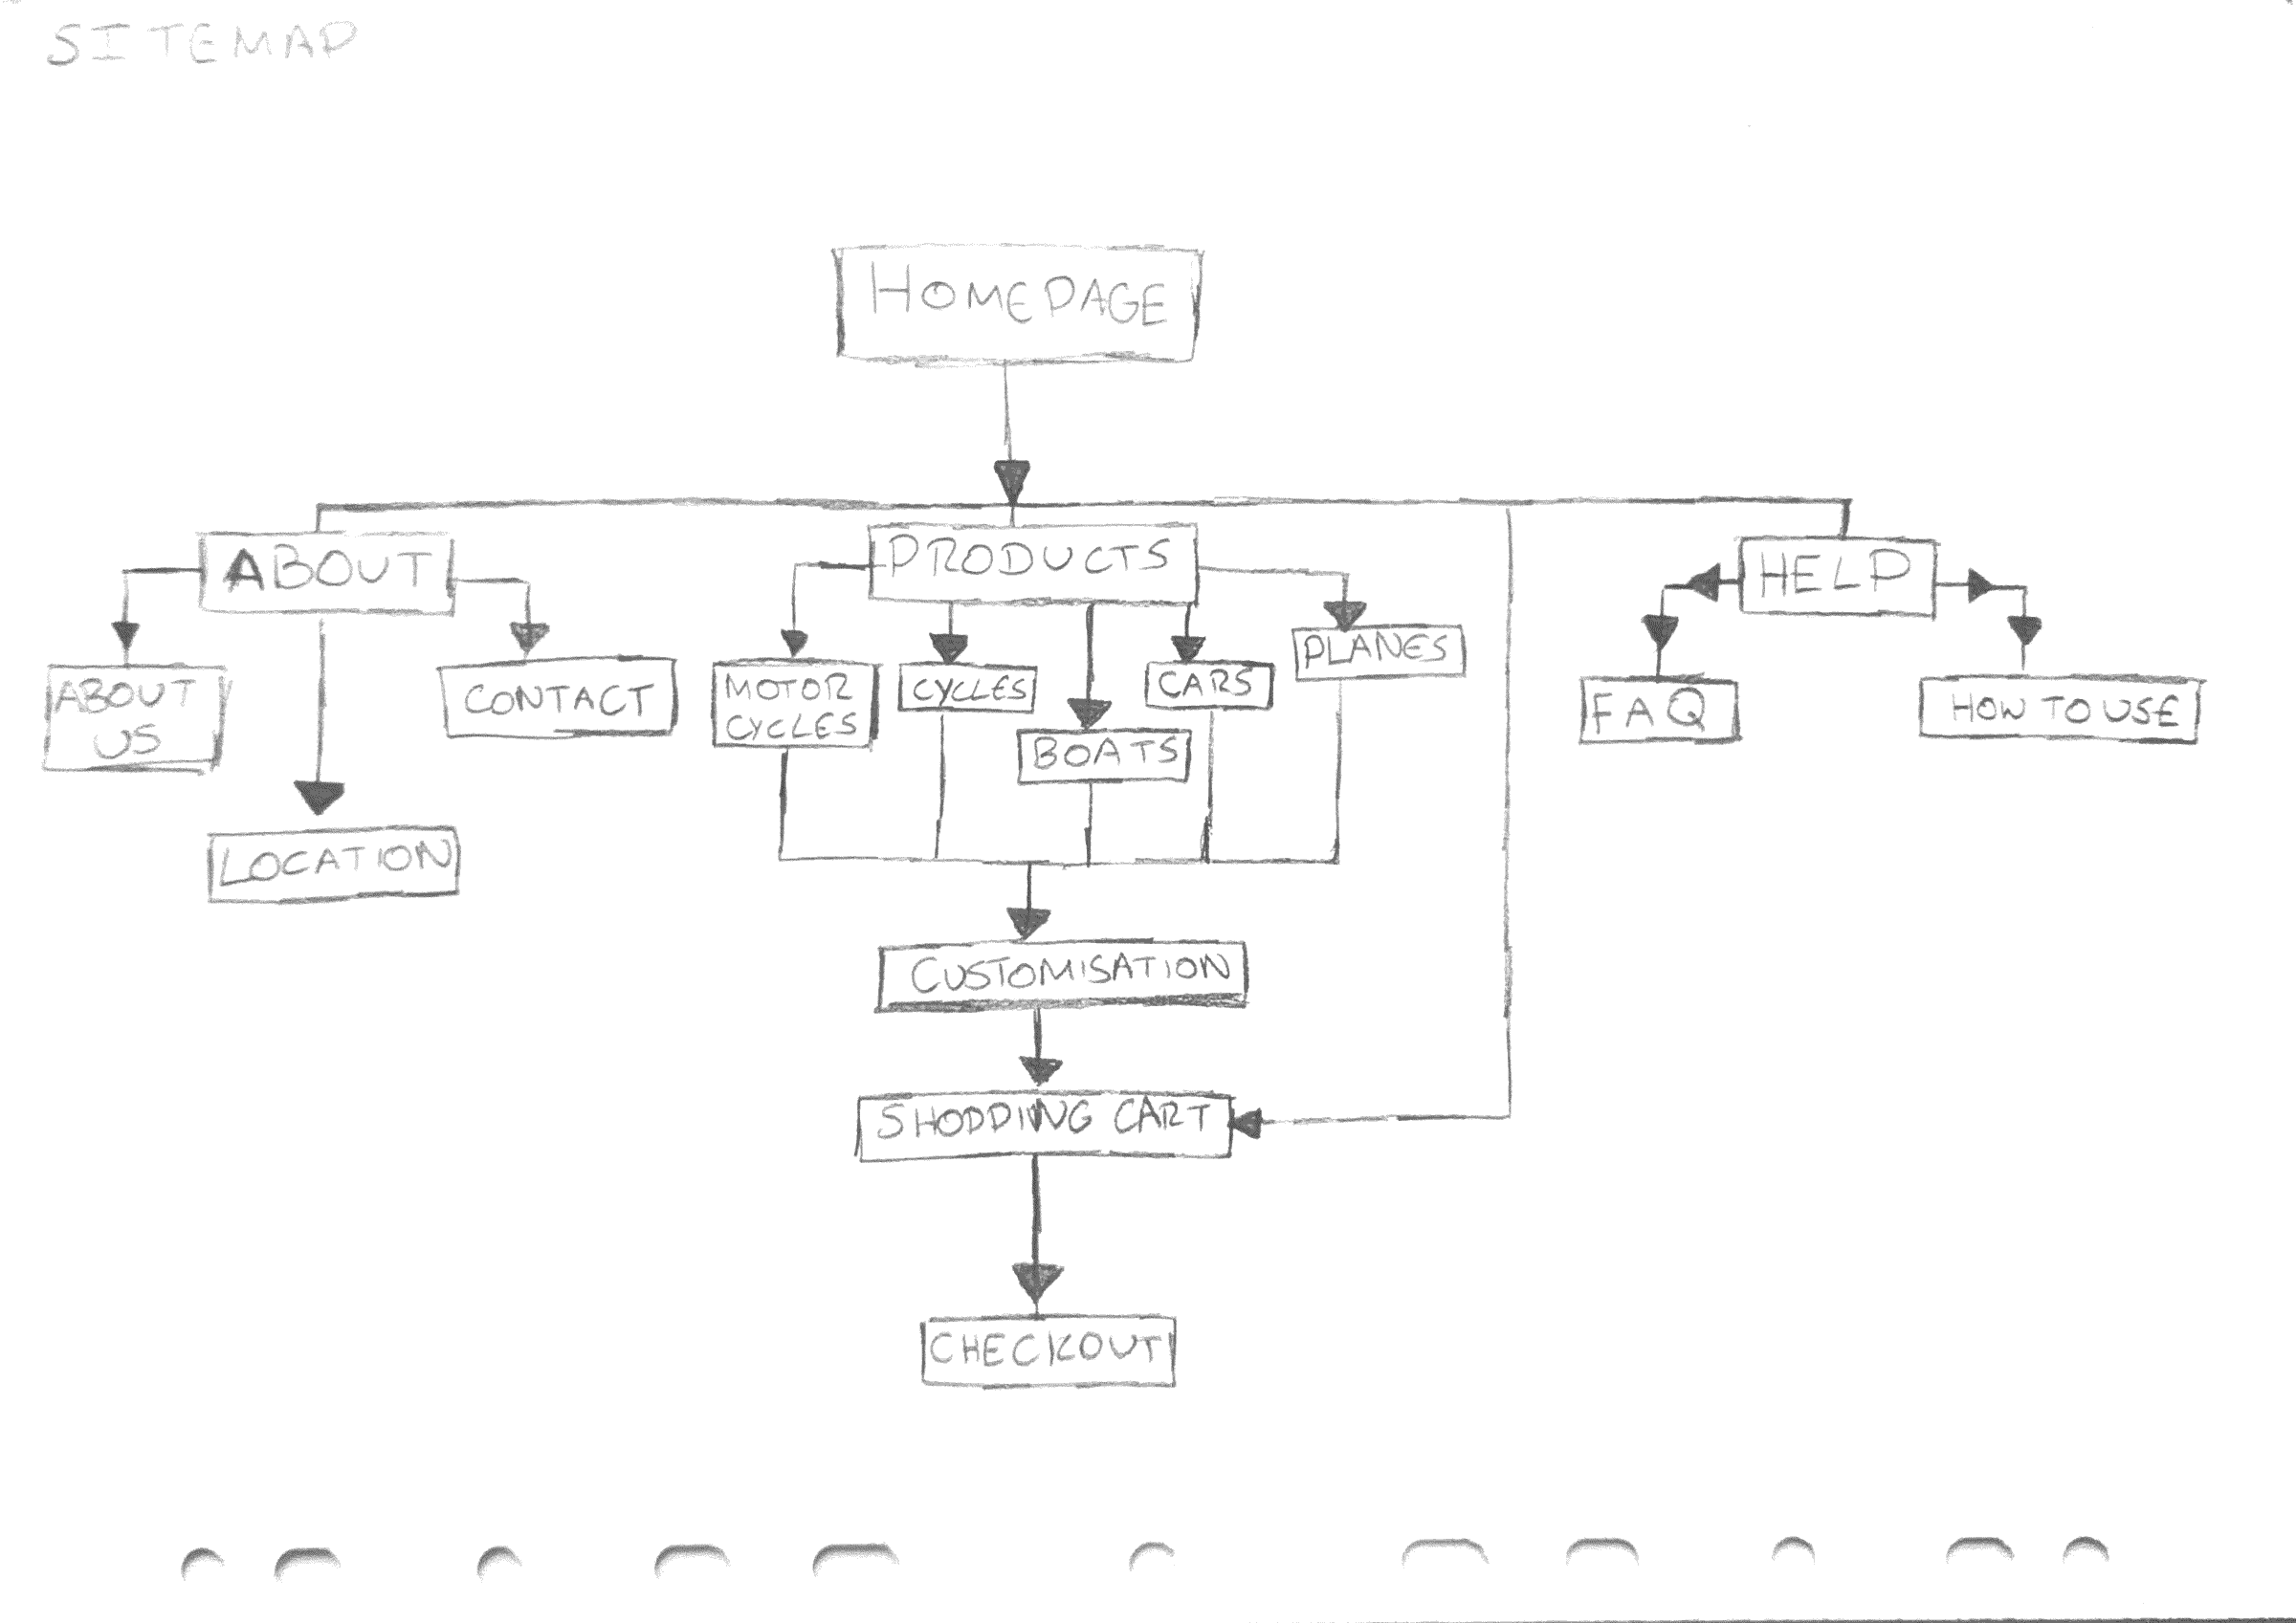 SITEMAP
HOMEPAGE
ABOUT
PRODUCTS
HELP
ABOUT
US
LOCATION
CONTACT
MOTOR
CYCLES
CYCLES
BOATS
CARS
PLANES
FAQ
HOW TO USE
CUSTOMISATION
SHOPPING CART
CHECKOUT